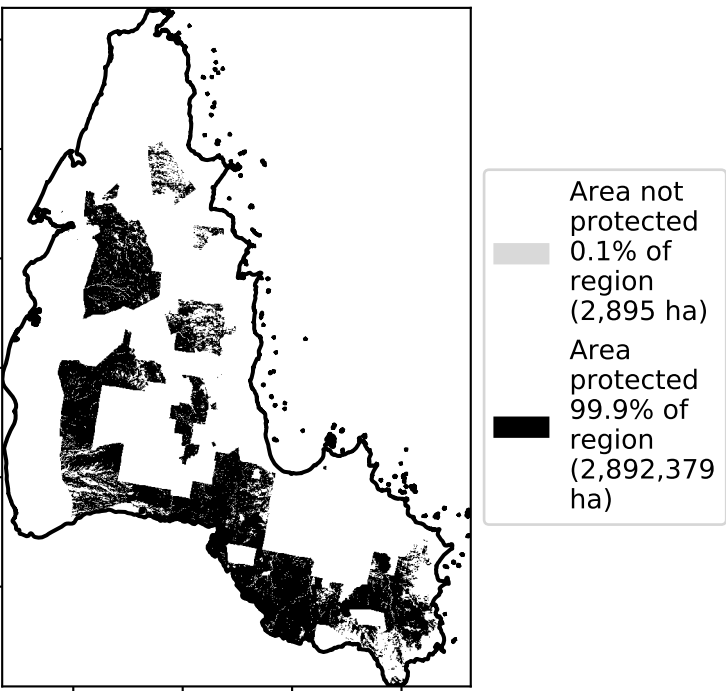 Area not
protected
0.1% of
region
(2,895 ha)
Area
protected
99.9% of
region
(2,892,379
ha)